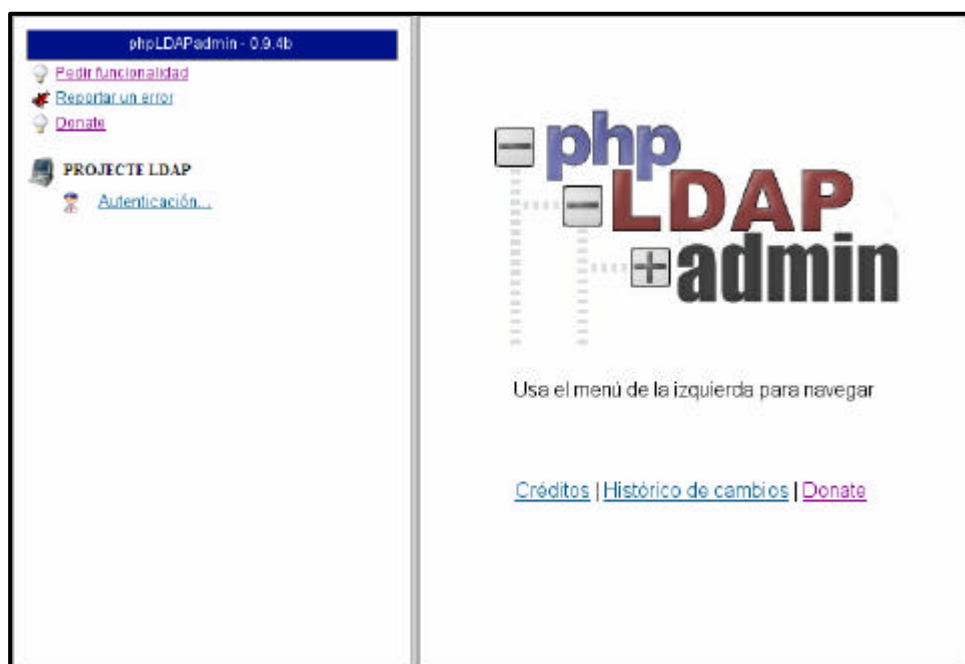 phpLDAPadmin - 0.9.4b
Pedir funcionalidad
Reportar un error
Donate
PROJECTE LDAP
Autenticación...
php
LDAP
admin
Usa el menú de la izquierda para navegar
Créditos | Histórico de cambios | Donate